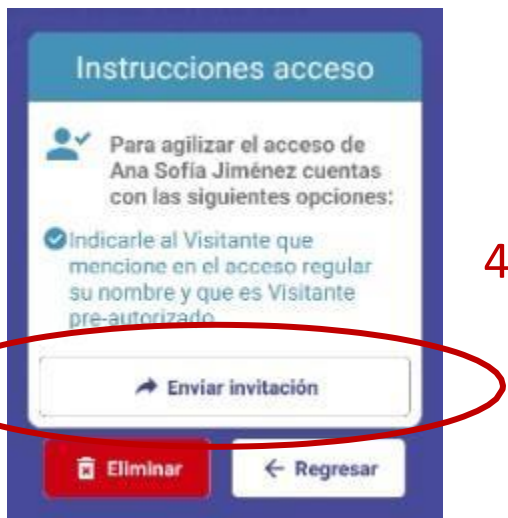 Instrucciones acceso
Para agilizar el acceso de
Ana Sofía Jiménez cuentas
con las siguientes opciones:
Indicarle al Visitante que
mencione en el acceso regular
su nombre y que es Visitante
pre-autorizado
4
Enviar invitación
Eliminar
Regresar